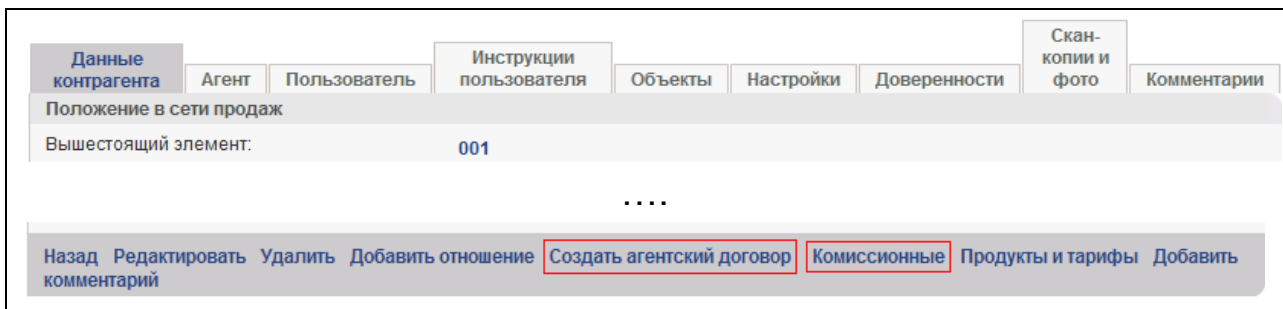 Данные контрагента
Агент
Пользователь
Инструкции пользователя
Объекты
Настройки
Доверенности
Скан-копии и фото
Комментарии
Положение в сети продаж
Вышестоящий элемент: 001
....
Назад Редактировать Удалить Добавить отношение Создать агентский договор Комиссионные Продукты и тарифы Добавить
комментарий